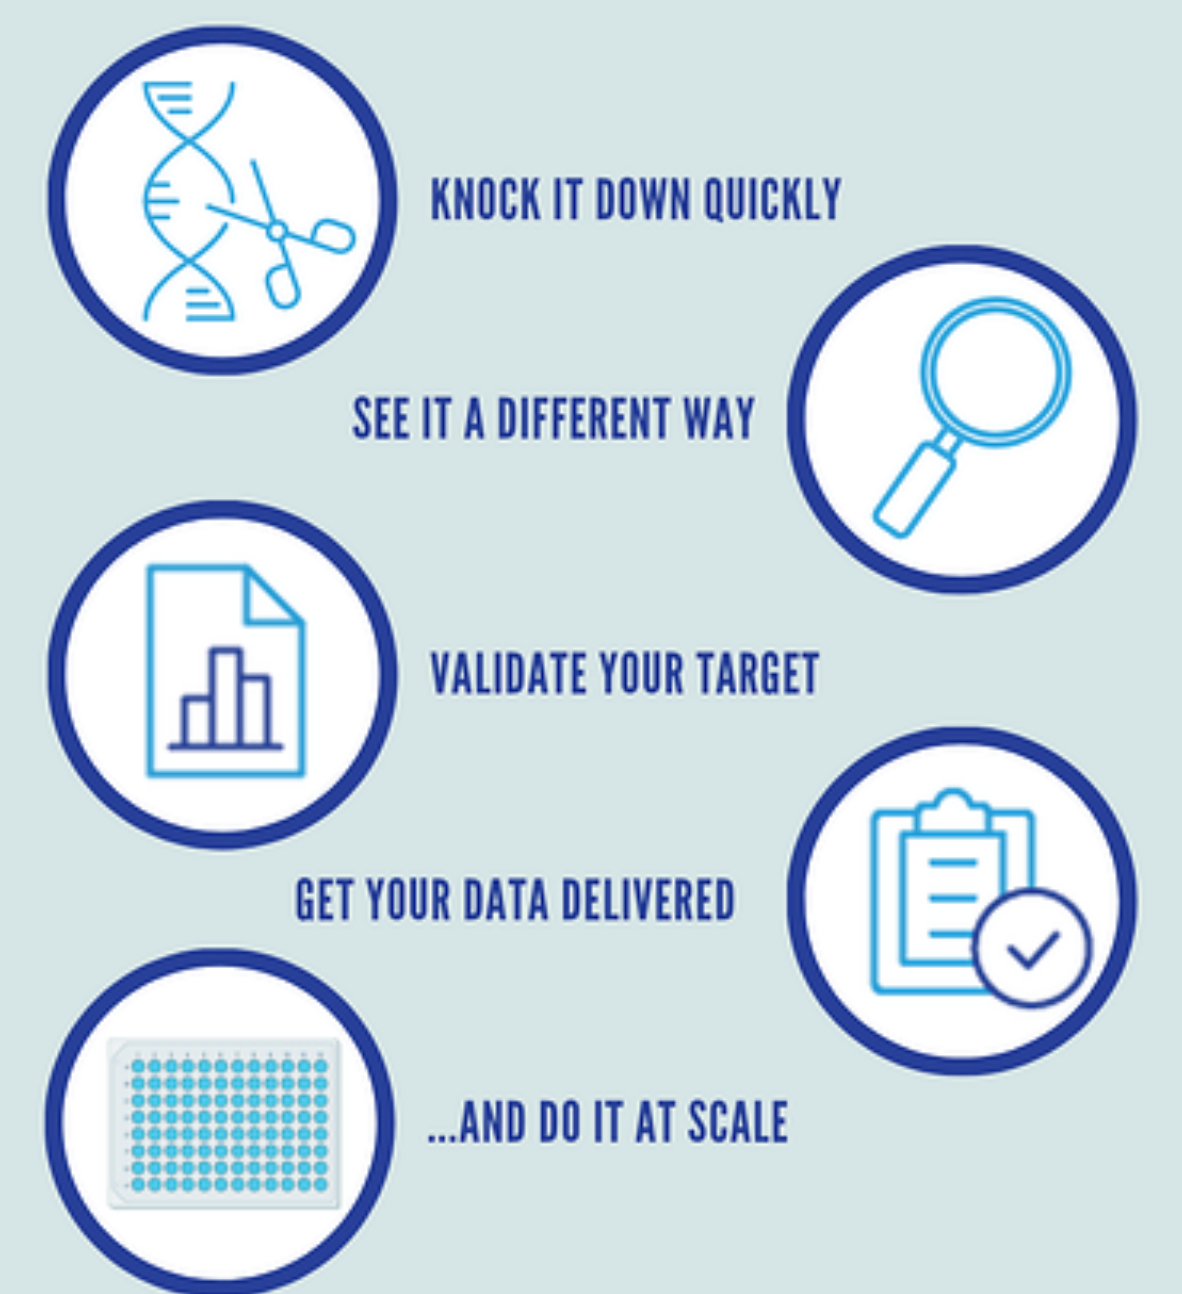 KNOCK IT DOWN QUICKLY
SEE IT A DIFFERENT WAY
VALIDATE YOUR TARGET
GET YOUR DATA DELIVERED
...AND DO IT AT SCALE